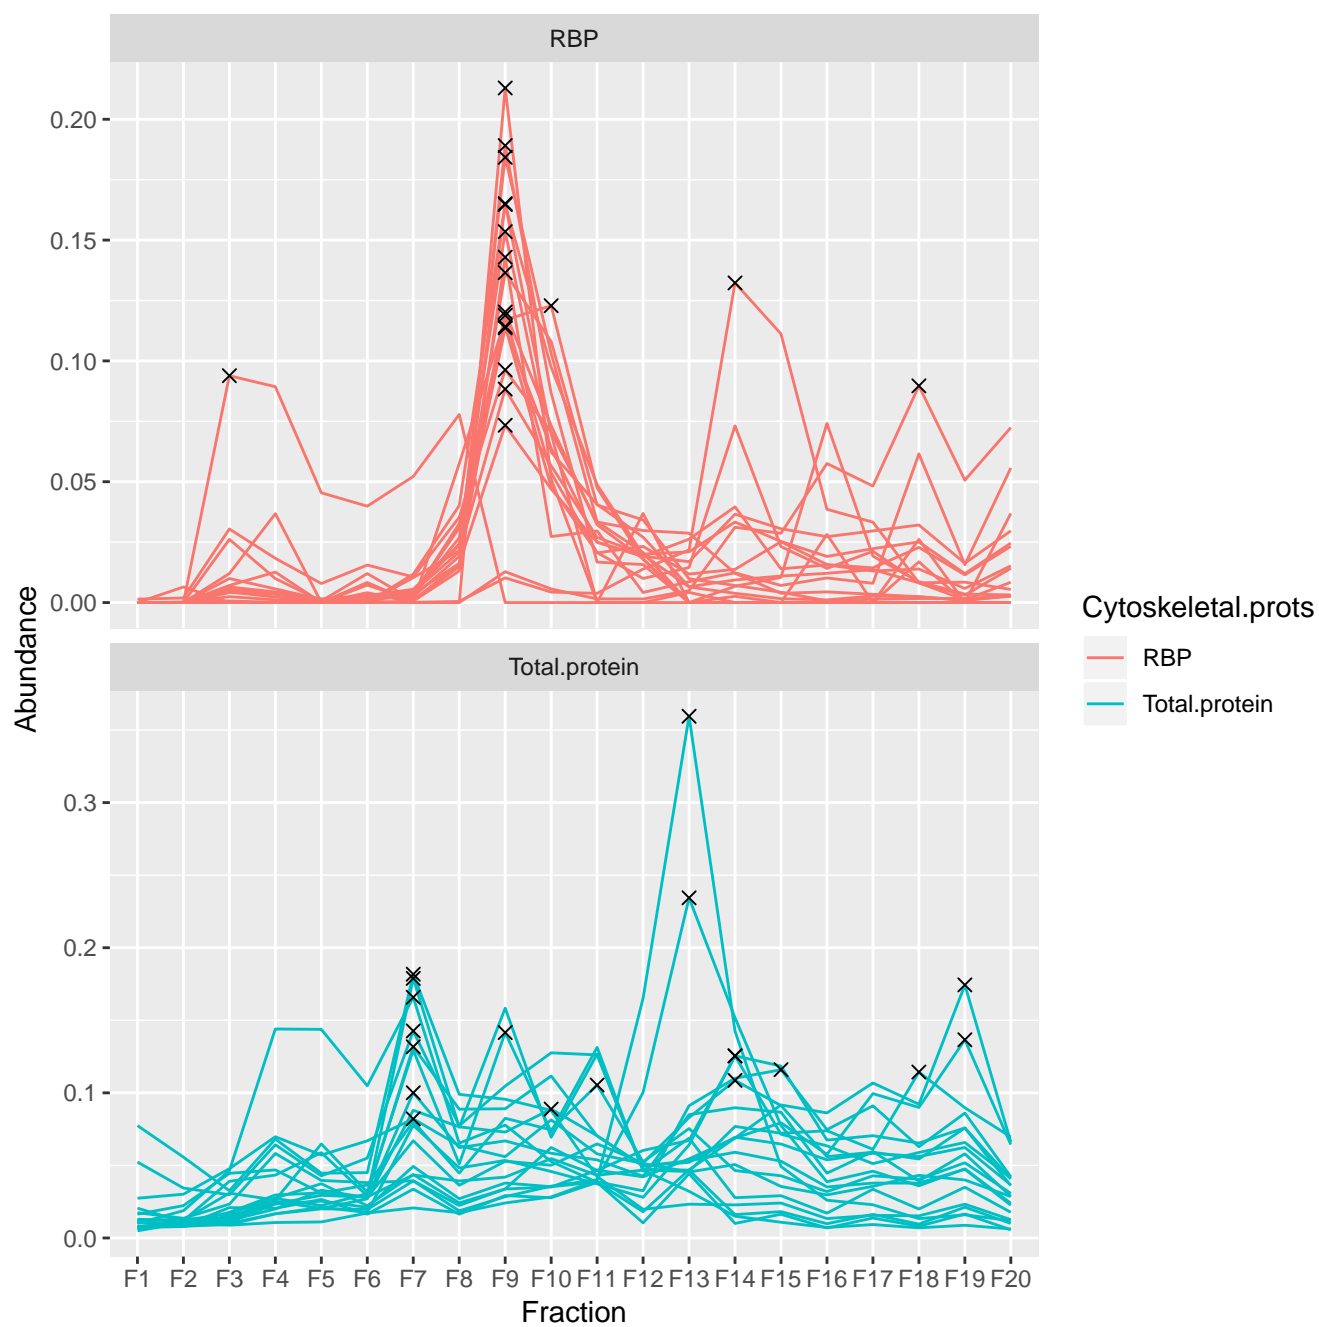 RBP
0.20
0.15
0.10
0.05
0.00
Abundance
Total.protein
0.3
0.2
0.1
0.0
F1 F2 F3 F4 F5 F6 F7 F8 F9 F10 F11 F12 F13 F14 F15 F16 F17 F18 F19 F20
Fraction
Cytoskeletal.prots
RBP
Total.protein